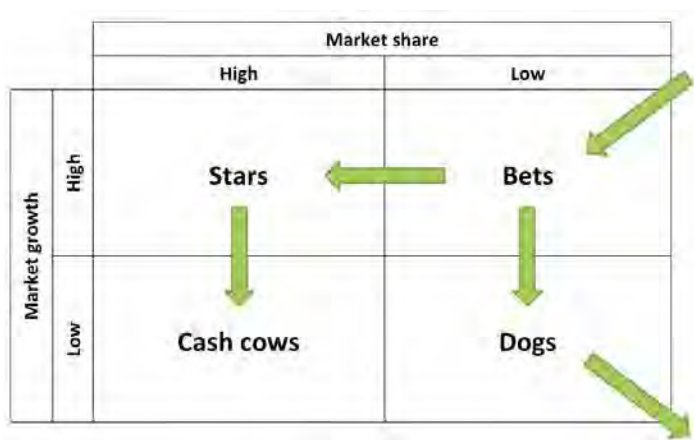 Market share
High
Low
Market growth
High
Stars
Bets
Low
Cash cows
Dogs